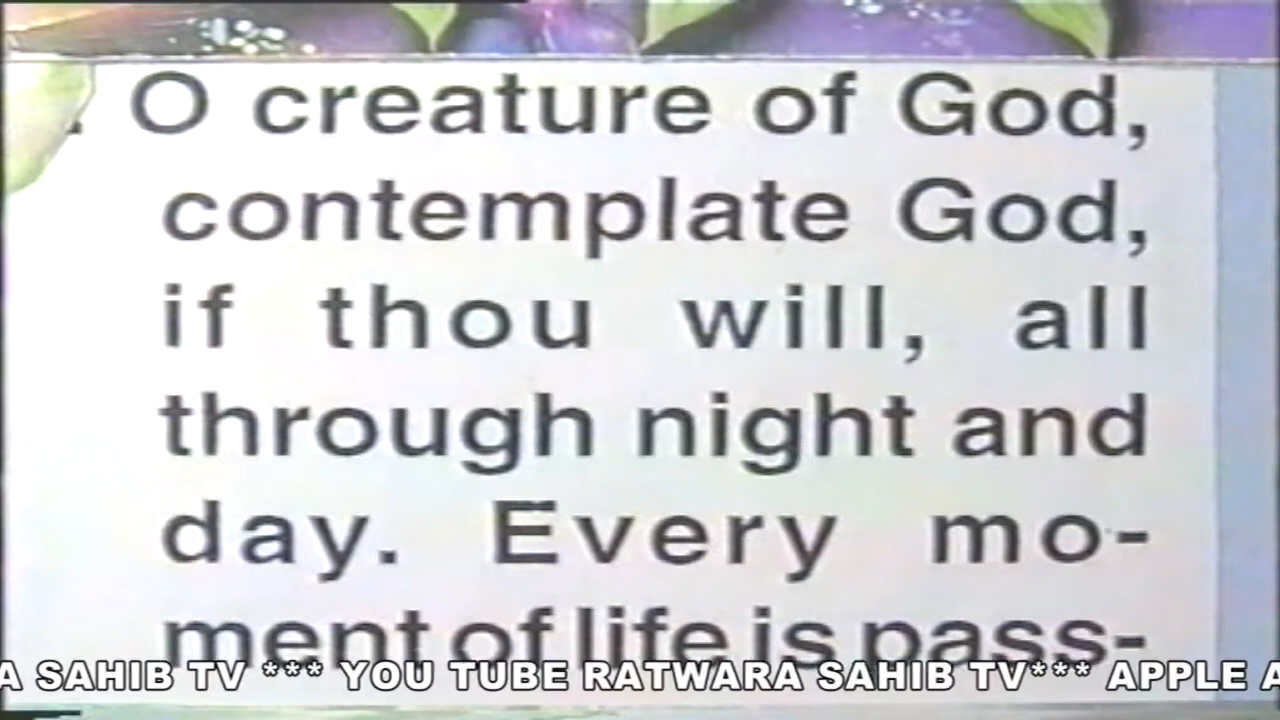 . O creature of God,
contemplate God,
if thou will, all
through night and
day. Every mo-
ment of life is pass-
A SAHIB TV *** YOU TUBE RATWARA SAHIB TV*** APPLE A